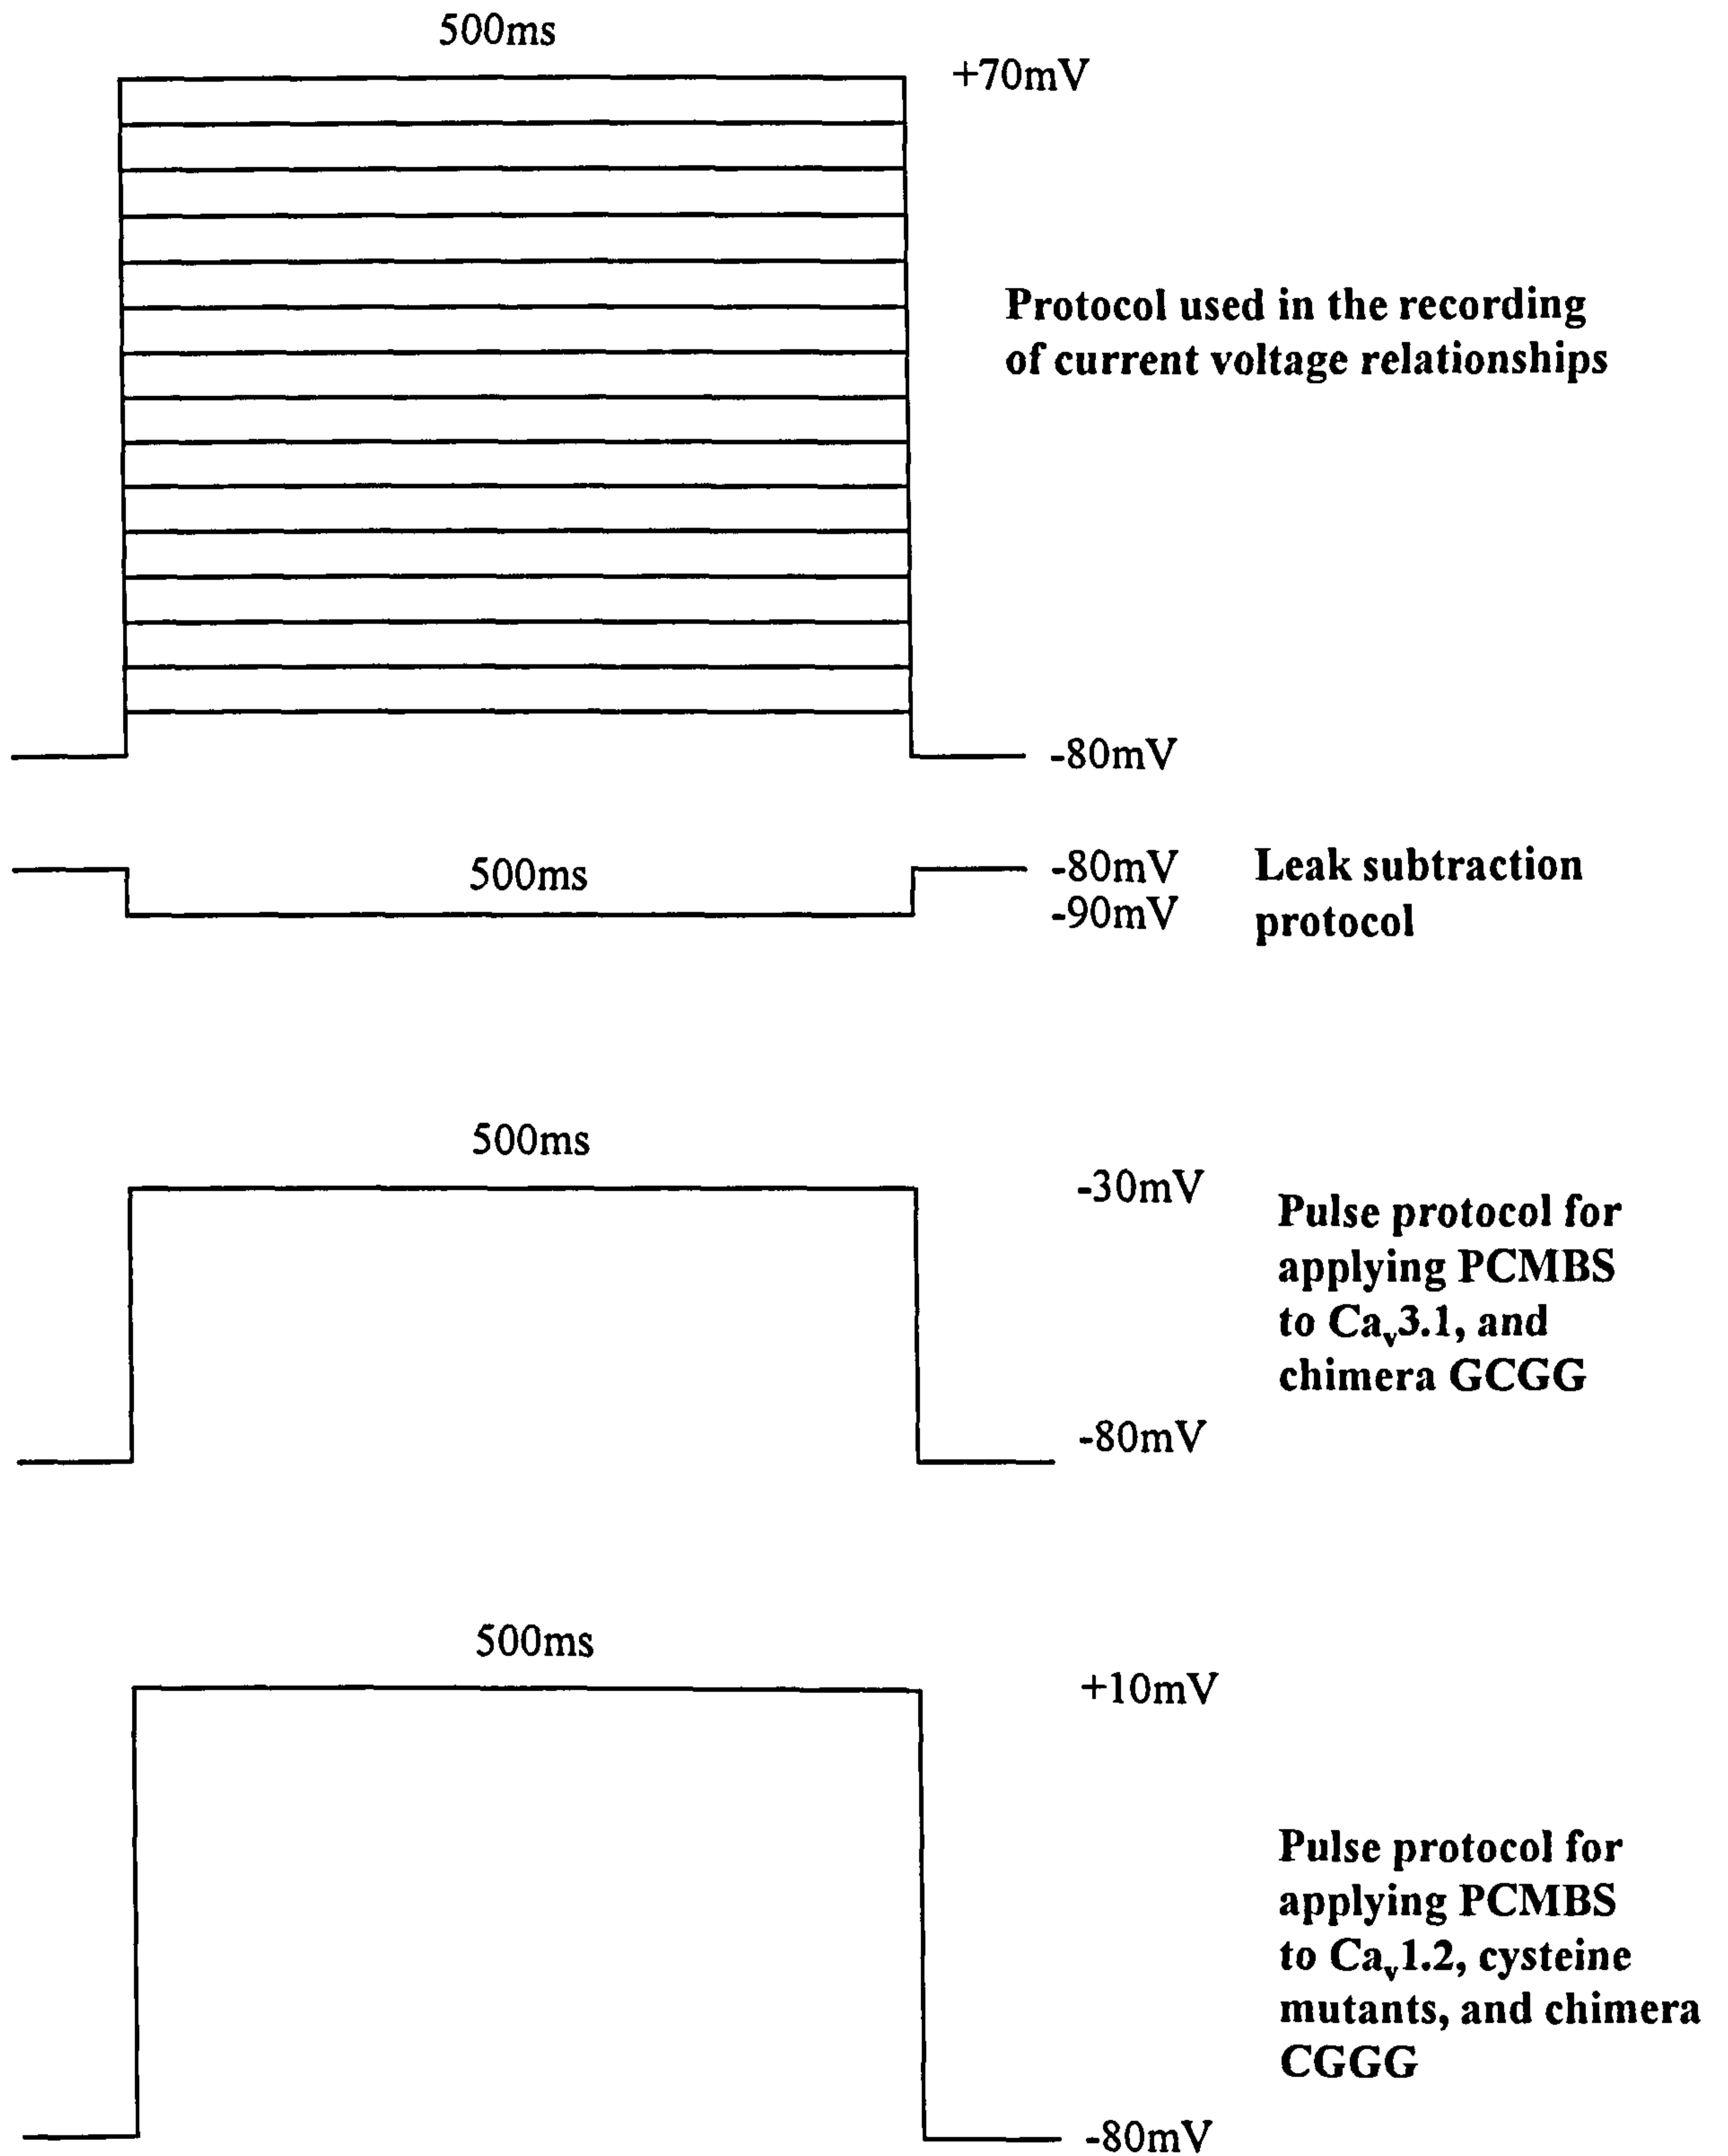 500ms
+70mV
Protocol used in the recording
of current voltage relationships
-80mV
500ms
-80mV
-90mV
Leak subtraction
protocol
500ms
-30mV
Pulse protocol for
applying PCMBS
to Caᵥ3.1, and
chimera GCGG
-80mV
500ms
+10mV
Pulse protocol for
applying PCMBS
to Caᵥ1.2, cysteine
mutants, and chimera
CGGG
-80mV